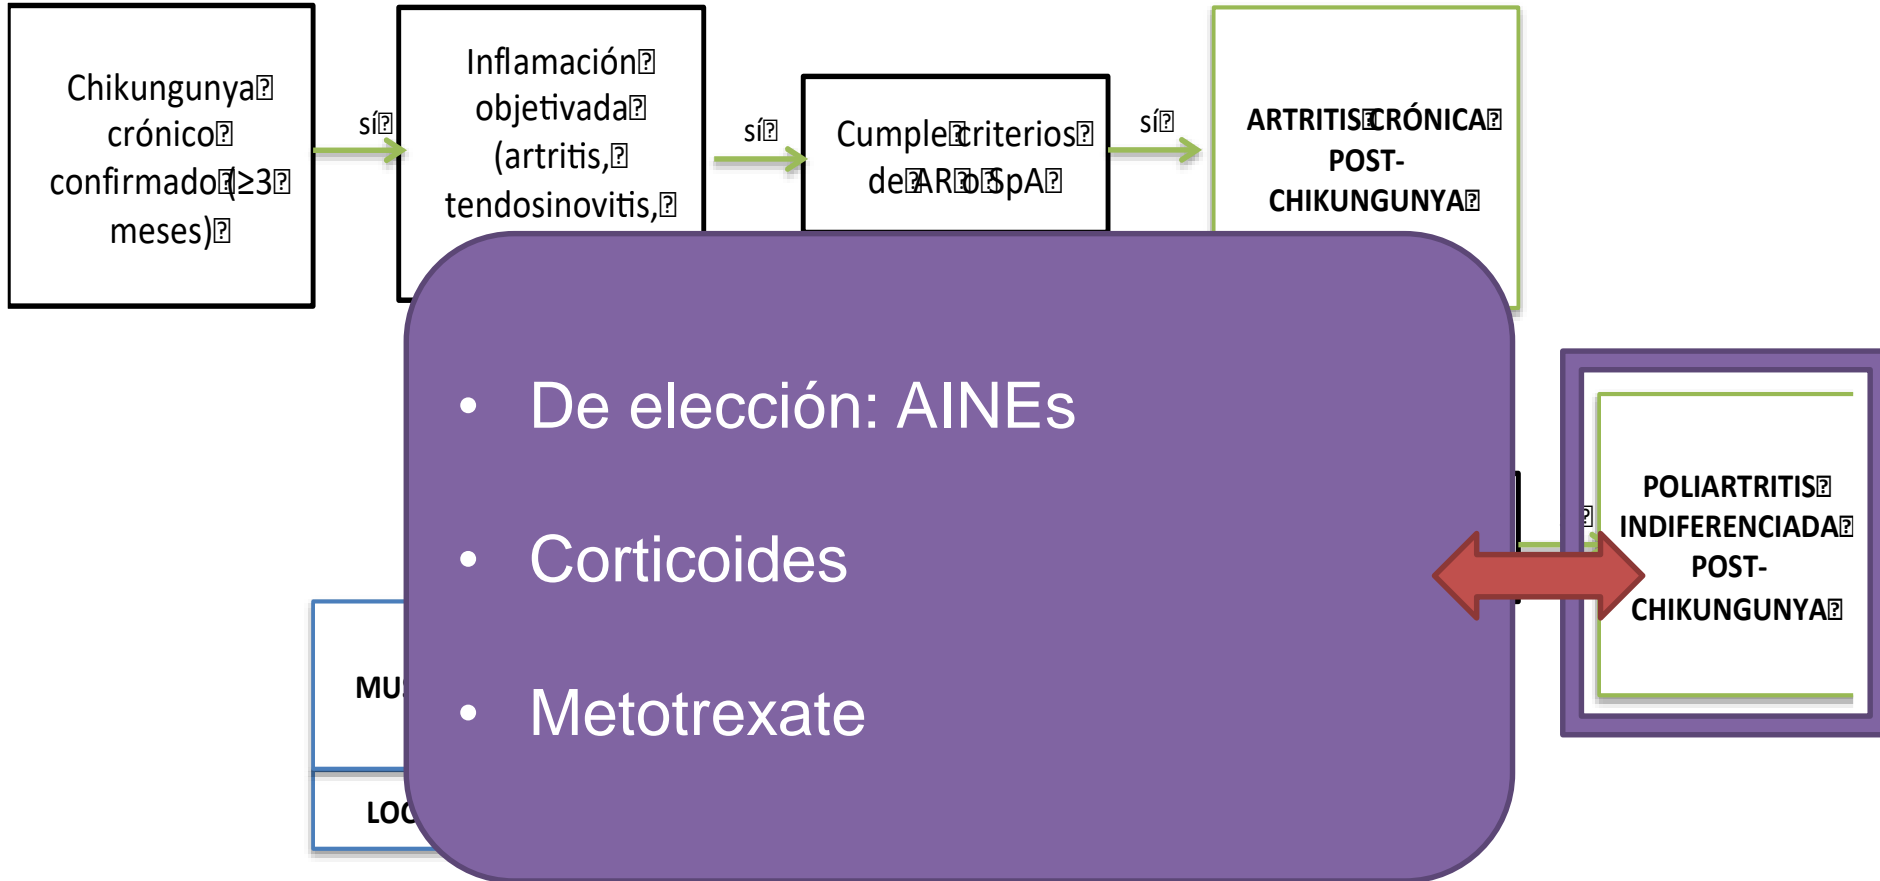 Chikungunya
crónico
confirmado (≥3
meses)
sí
Inflamación
objetivada
(artritis,
tendosinovitis,
sí
Cumple criterios
de AR o SpA
sí
ARTRITIS CRÓNICA
POST-
CHIKUNGUNYA
• De elección: AINEs
• Corticoides
• Metotrexate
POLIARTRITIS
INDIFERENCIADA
POST-
CHIKUNGUNYA